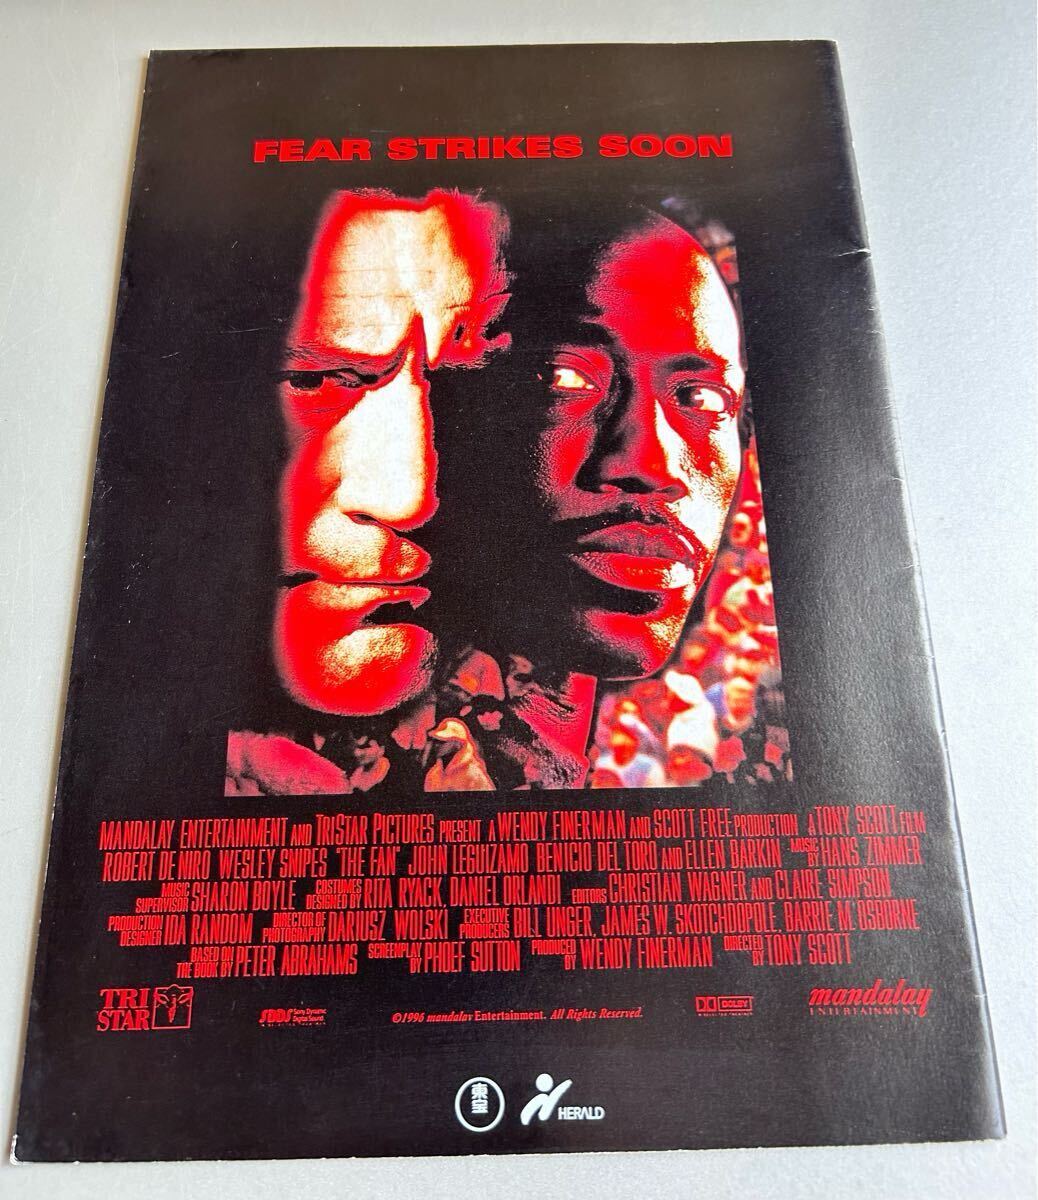 FEAR STRIKES SOON
MANDALAY ENTERTAINMENT AND TRISTAR PICTURES PRESENT A WENDY FINERMAN AND SCOTT FREE PRODUCTION A TONY SCOTT FILM
ROBERT DE NIRO WESLEY SNIPES "THE FAN" JOHN LEGUIZAMO BENICIO DEL TORO AND ELLEN BARKIN MUSIC BY HANS ZIMMER
MUSIC SUPERVISOR SHARON BOYLE COSTUMES DESIGNED BY RITA RYACK, DANIEL ORLANDI EDITORS CHRISTIAN WAGNER AND CLAIRE SIMPSON
PRODUCTION DESIGNER IDA RANDOM DIRECTOR OF PHOTOGRAPHY DARIUSZ WOLSKI EXECUTIVE PRODUCERS BILL UNGER, JAMES W. SKOTCHDOPOLE, BARRIE M. OSBORNE
BASED ON THE BOOK BY PETER ABRAHAMS SCREENPLAY BY PHOEF SUTTON PRODUCED BY WENDY FINERMAN DIRECTED BY TONY SCOTT
TRI STAR
SDDS Sony Dynamic Digital Sound
©1996 mandalay Entertainment. All Rights Reserved.
DOLBY
mandalay
ENTERTAINMENT
東宝
HERALD